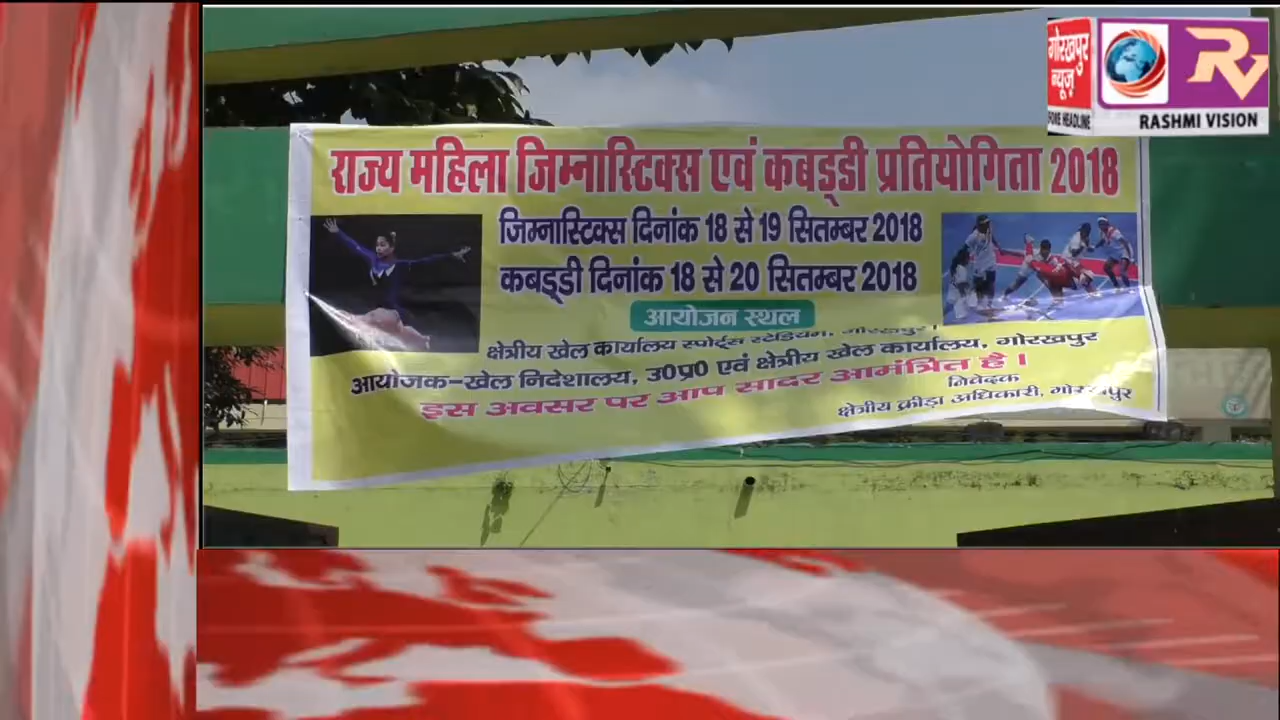 गोरखपुर
न्यूज़
RASHMI VISION
राज्य महिला जिम्नास्टिक्स एवं कबड्डी प्रतियोगिता 2018
जिम्नास्टिक्स दिनांक 18 से 19 सितम्बर 2018
कबड्डी दिनांक 18 से 20 सितम्बर 2018
आयोजन स्थल
क्षेत्रीय खेल कार्यालय स्पोर्ट्स स्टेडियम, गोरखपुर।
आयोजक-खेल निदेशालय, उ0प्र0 एवं क्षेत्रीय खेल कार्यालय, गोरखपुर
इस अवसर पर आप सादर आमंत्रित है।
निवेदक
क्षेत्रीय क्रीड़ा अधिकारी, गोरखपुर